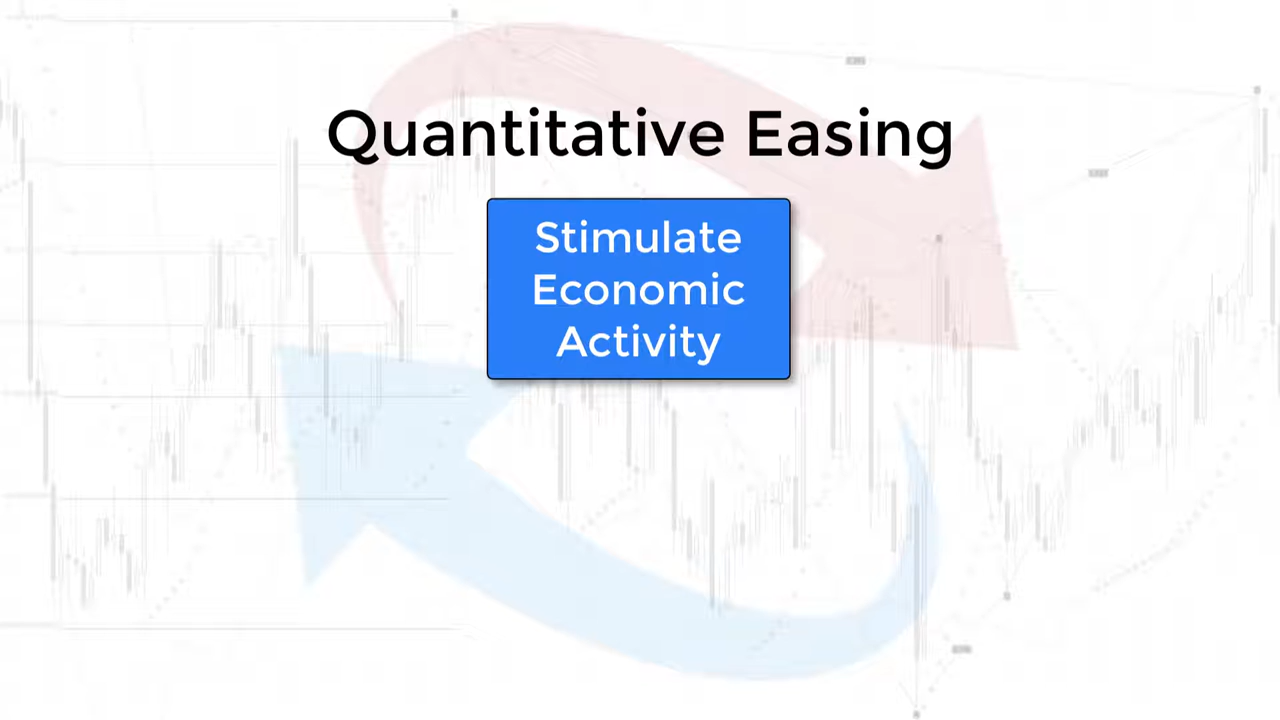 Quantitative Easing
Stimulate
Economic
Activity